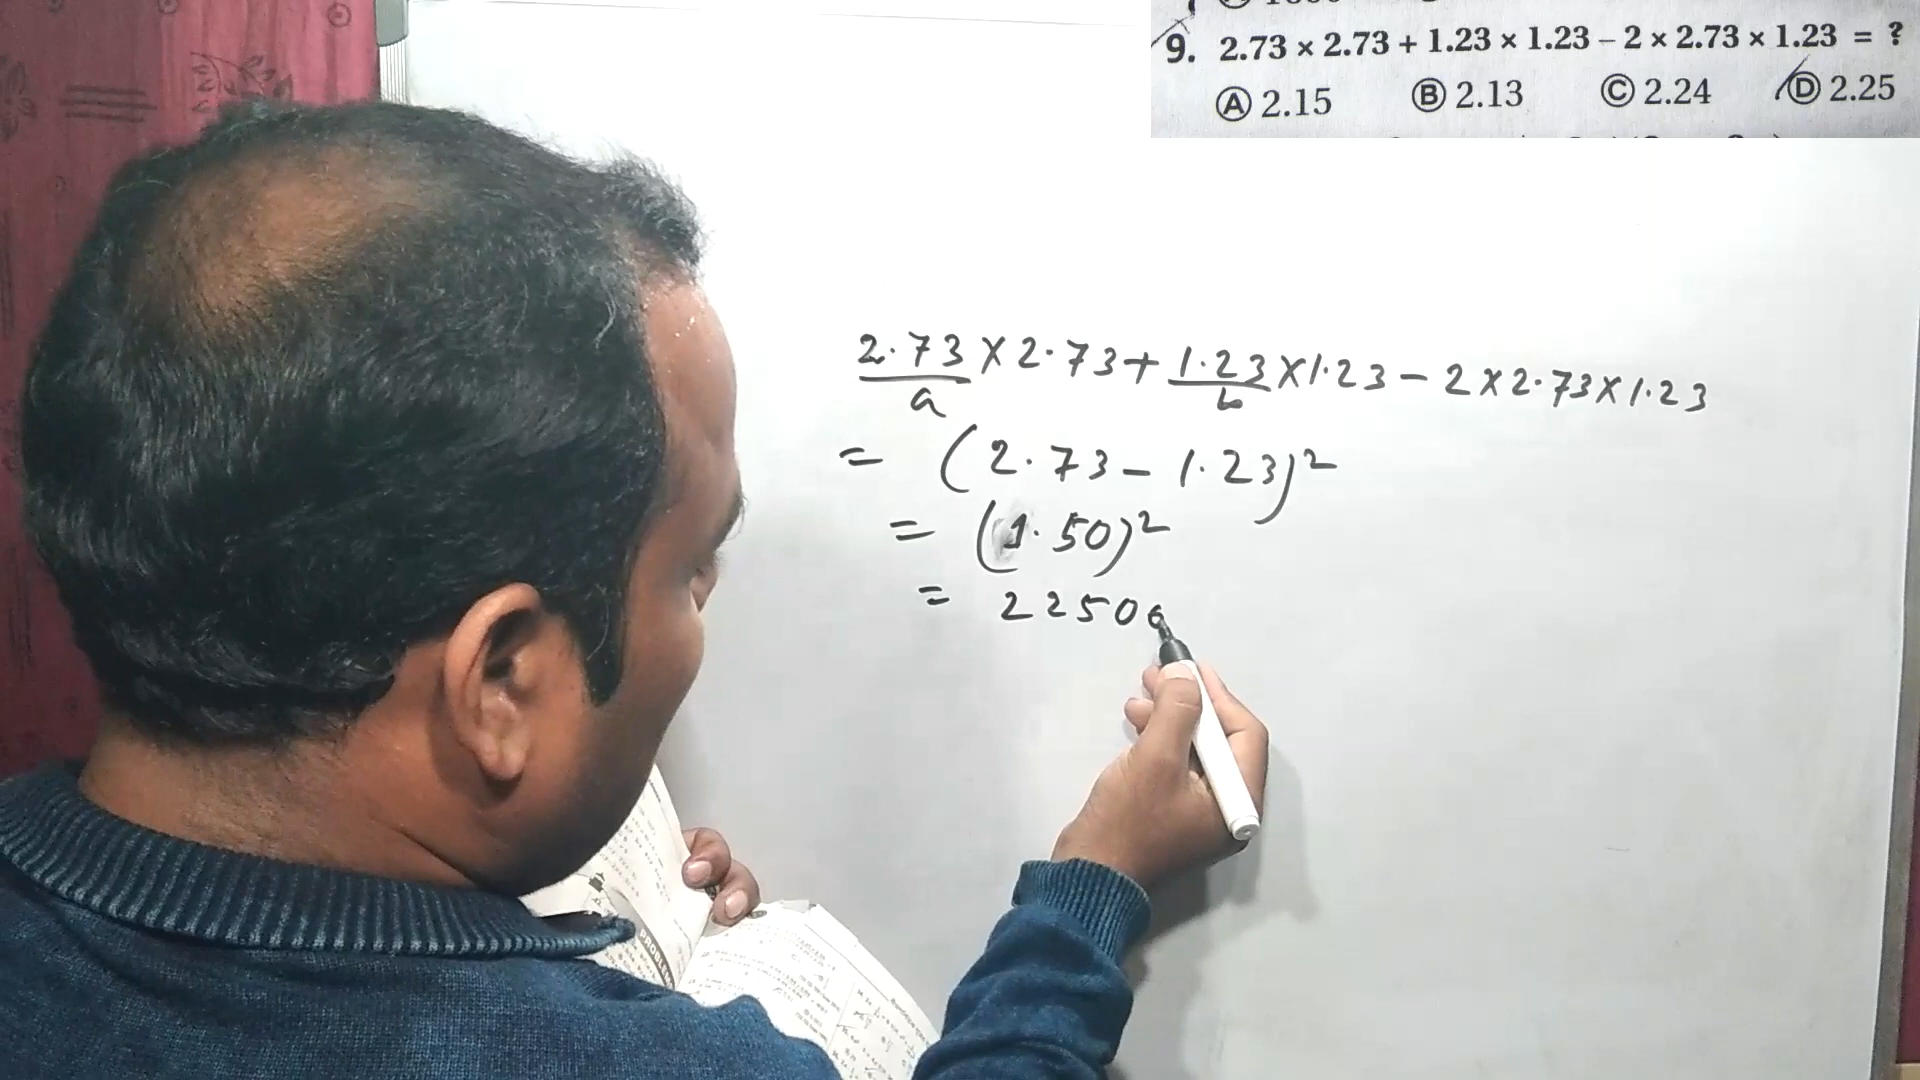 9. 2.73 × 2.73 + 1.23 × 1.23 – 2 × 2.73 × 1.23 = ?
Ⓐ 2.15 Ⓑ 2.13 Ⓒ 2.24 Ⓓ 2.25
2.73 × 2.73 + 1.23 × 1.23 – 2 × 2.73 × 1.23
a b
= (2.73 – 1.23)²
= (1.50)²
= 22500
PROBLEM